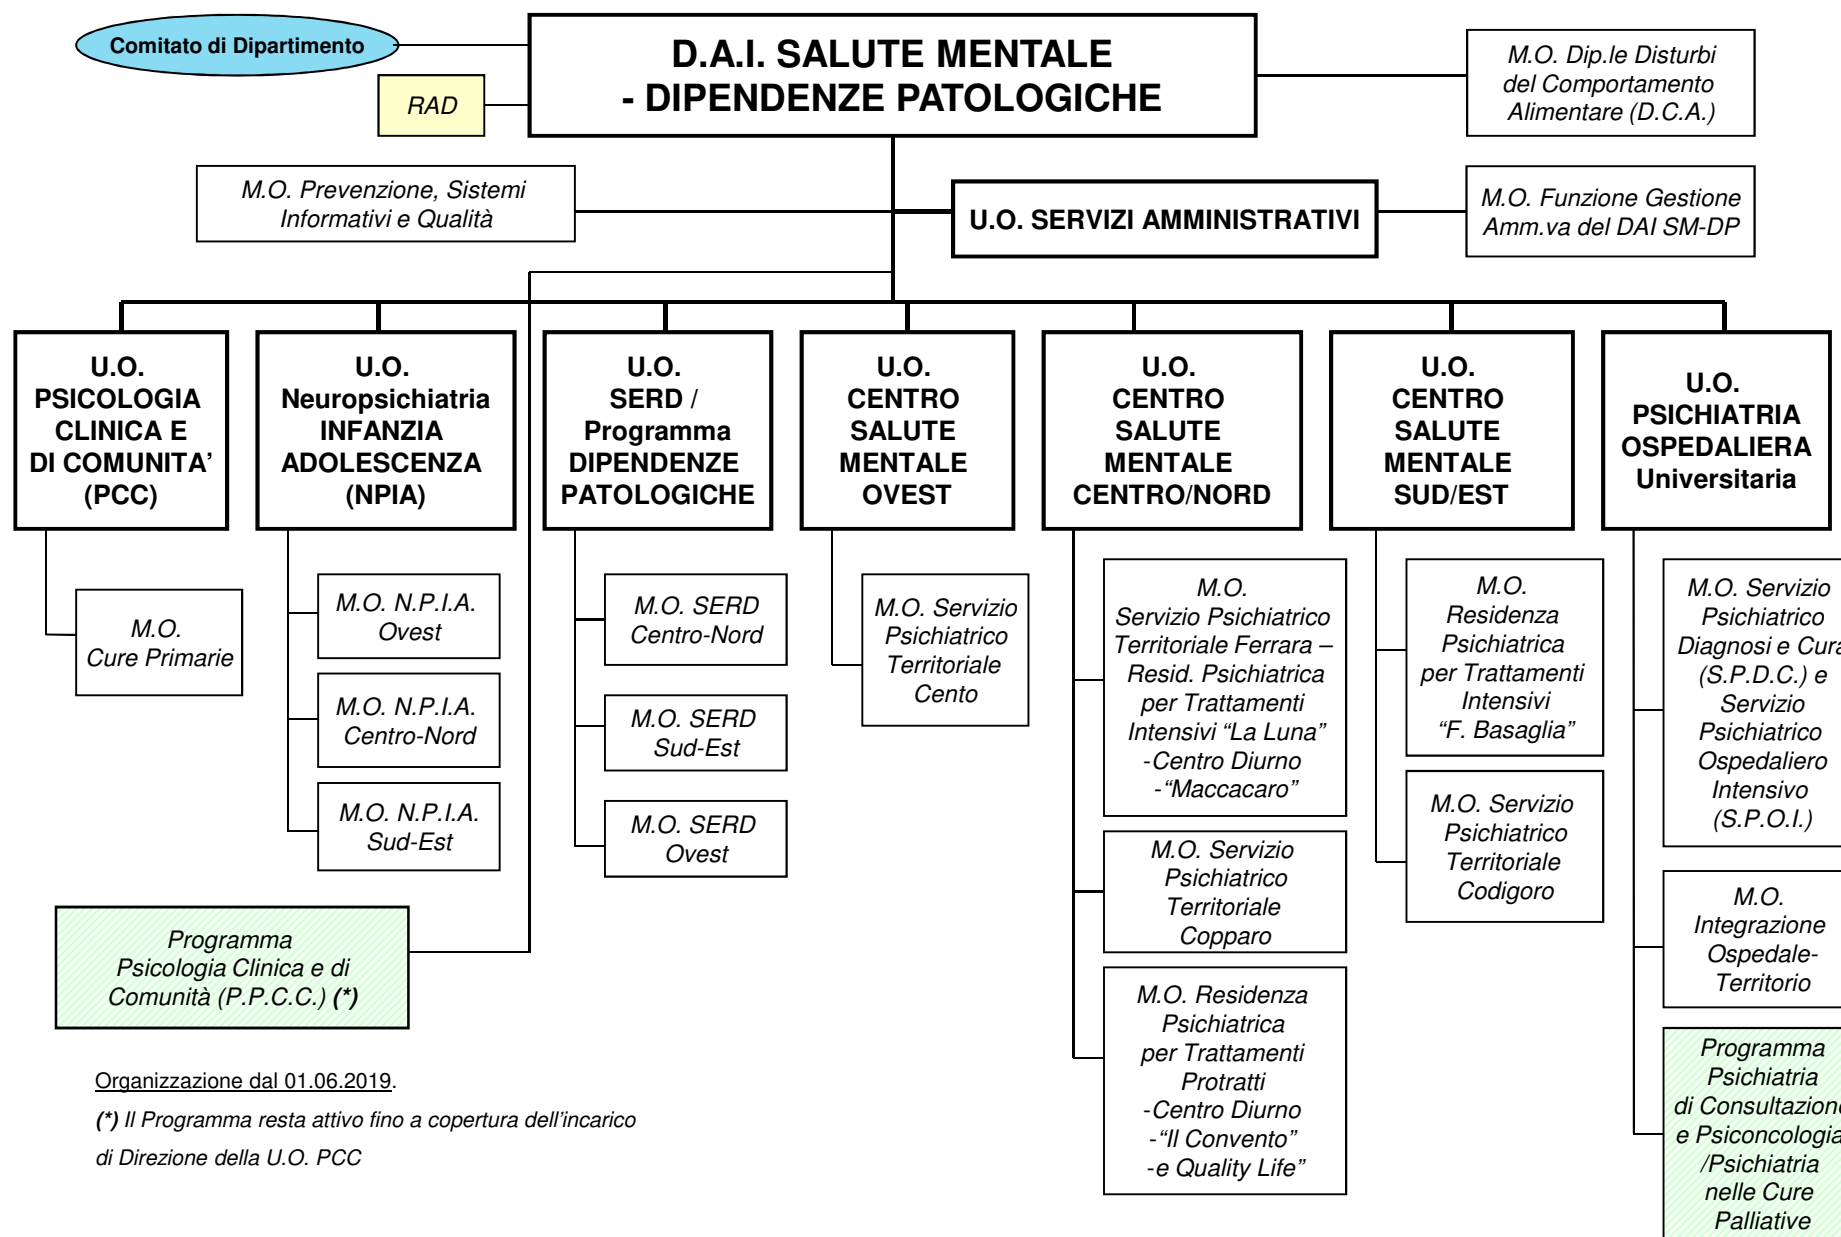 Comitato di Dipartimento
D.A.I. SALUTE MENTALE
- DIPENDENZE PATOLOGICHE
RAD
M.O. Dip.le Disturbi
del Comportamento
Alimentare (D.C.A.)
M.O. Prevenzione, Sistemi
Informativi e Qualità
U.O. SERVIZI AMMINISTRATIVI
M.O. Funzione Gestione
Amm.va del DAI SM-DP
U.O.
PSICOLOGIA
CLINICA E
DI COMUNITA’
(PCC)
U.O.
Neuropsichiatria
INFANZIA
ADOLESCENZA
(NPIA)
U.O.
SERD /
Programma
DIPENDENZE
PATOLOGICHE
U.O.
CENTRO
SALUTE
MENTALE
OVEST
U.O.
CENTRO
SALUTE
MENTALE
CENTRO/NORD
U.O.
CENTRO
SALUTE
MENTALE
SUD/EST
U.O.
PSICHIATRIA
OSPEDALIERA
Universitaria
M.O.
Cure Primarie
M.O. N.P.I.A.
Ovest
M.O. N.P.I.A.
Centro-Nord
M.O. N.P.I.A.
Sud-Est
M.O. SERD
Centro-Nord
M.O. SERD
Sud-Est
M.O. SERD
Ovest
M.O. Servizio
Psichiatrico
Territoriale
Cento
M.O.
Servizio Psichiatrico
Territoriale Ferrara –
Resid. Psichiatrica
per Trattamenti
Intensivi “La Luna”
-Centro Diurno
-“Maccacaro”
M.O. Servizio
Psichiatrico
Territoriale
Copparo
M.O. Residenza
Psichiatrica
per Trattamenti
Protratti
-Centro Diurno
-“Il Convento”
-e Quality Life”
M.O.
Residenza
Psichiatrica
per Trattamenti
Intensivi
“F. Basaglia”
M.O. Servizio
Psichiatrico
Territoriale
Codigoro
M.O. Servizio
Psichiatrico
Diagnosi e Cura
(S.P.D.C.) e
Servizio
Psichiatrico
Ospedaliero
Intensivo
(S.P.O.I.)
M.O.
Integrazione
Ospedale-
Territorio
Programma
Psichiatria
di Consultazione
e Psiconcologia
/Psichiatria
nelle Cure
Palliative
Programma
Psicologia Clinica e di
Comunità (P.P.C.C.) (*)
Organizzazione dal 01.06.2019.
(*) Il Programma resta attivo fino a copertura dell’incarico
di Direzione della U.O. PCC